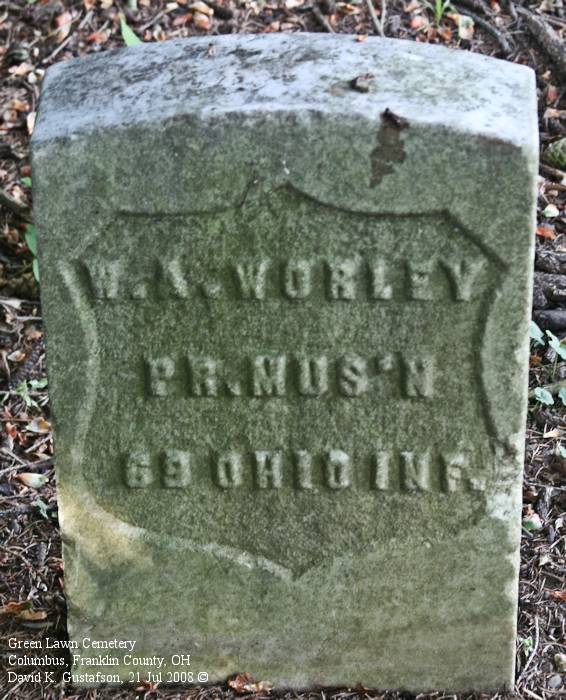 W. A. WORLEY
PR. MUS'N
69 OHIO INF.
Green Lawn Cemetery
Columbus, Franklin County, OH
David K. Gustafson, 21 Jul 2008 ©